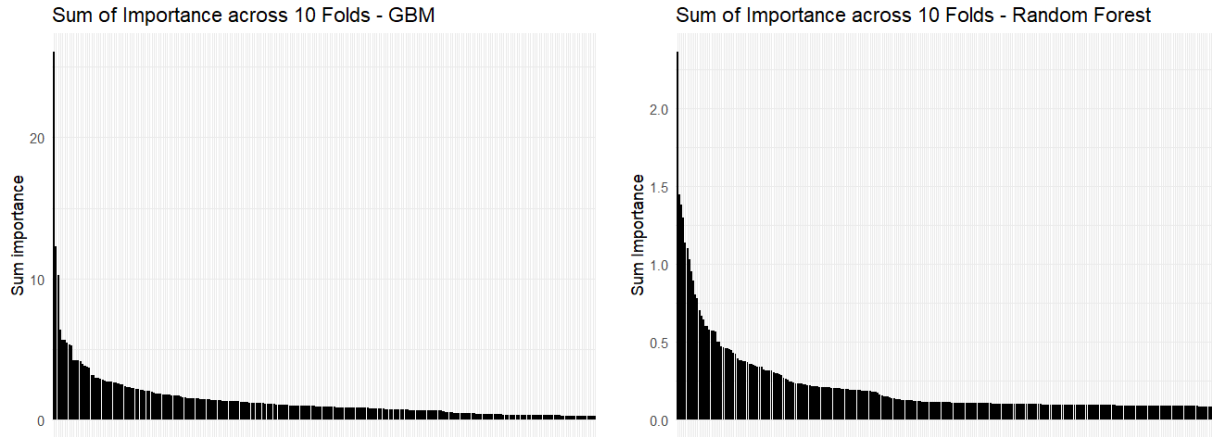 Sum of Importance across 10 Folds - GBM
Sum importance
20
10
0
Sum of Importance across 10 Folds - Random Forest
Sum Importance
2.0
1.5
1.0
0.5
0.0